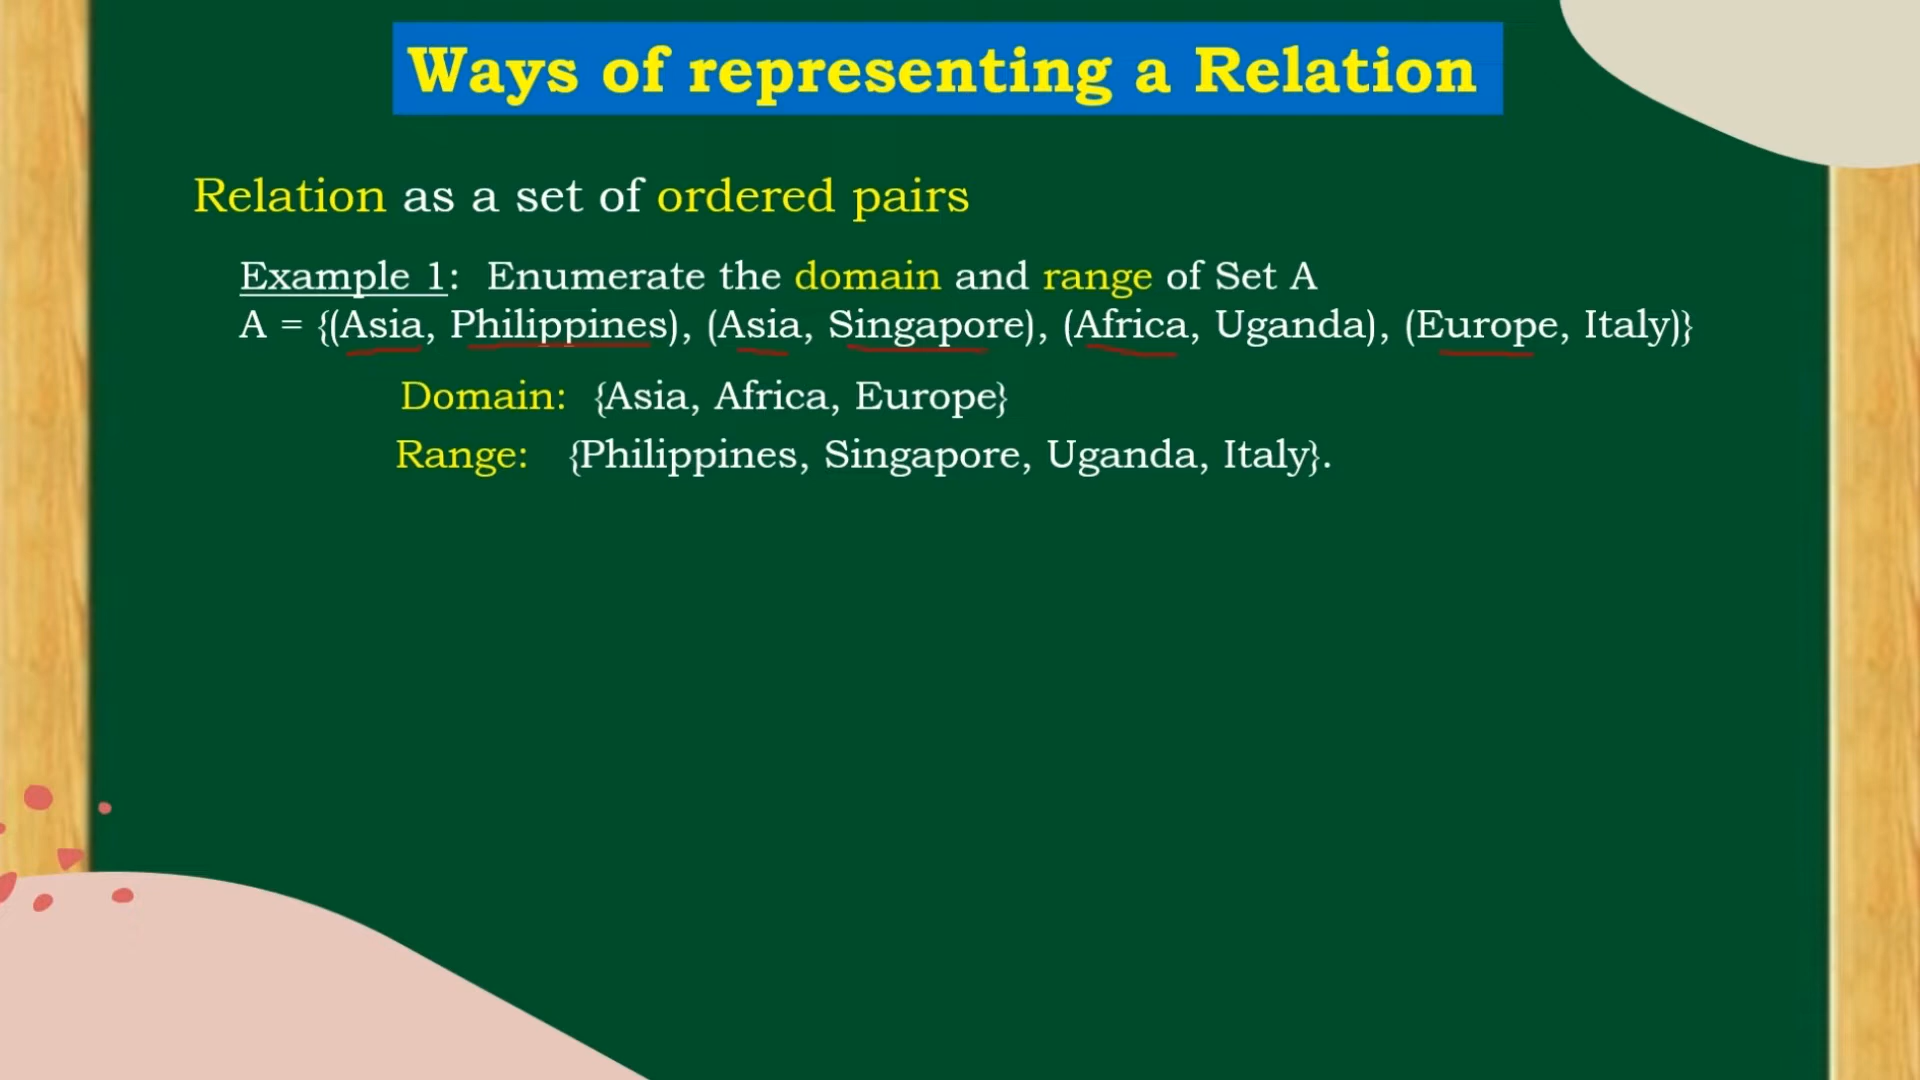 Ways of representing a Relation
Relation as a set of ordered pairs
Example 1: Enumerate the domain and range of Set A
A = {(Asia, Philippines), (Asia, Singapore), (Africa, Uganda), (Europe, Italy)}
Domain: {Asia, Africa, Europe}
Range: {Philippines, Singapore, Uganda, Italy}.